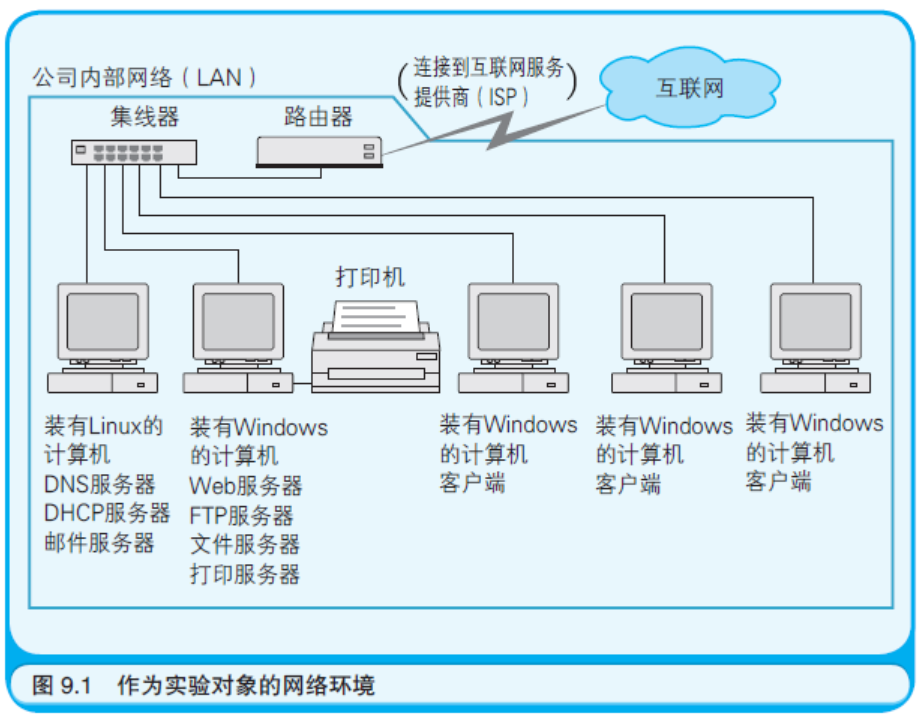 公司内部网络（LAN）
（连接到互联网服务
提供商（ISP）
）
互联网
集线器
路由器
打印机
装有Linux的
计算机
DNS服务器
DHCP服务器
邮件服务器
装有Windows
的计算机
Web服务器
FTP服务器
文件服务器
打印服务器
装有Windows
的计算机
客户端
装有Windows
的计算机
客户端
装有Windows
的计算机
客户端
图 9.1 作为实验对象的网络环境